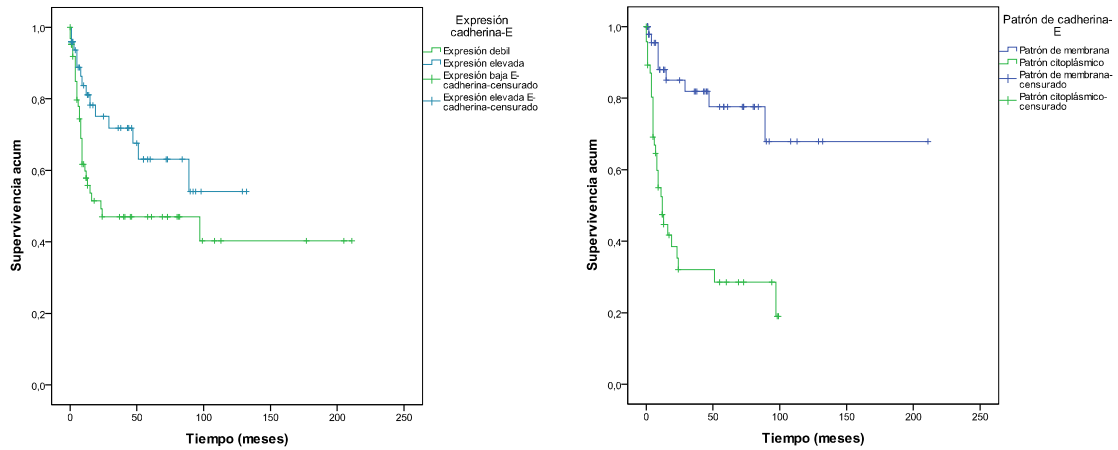 Expresión
cadherina-E
Expresión debil
Expresión elevada
Expresión baja E-
cadherina-censurado
Expresión elevada E-
cadherina-censurado
1,0
0,8
0,6
0,4
0,2
0,0
Supervivencia acum
0
50
100
150
200
250
Tiempo (meses)
Patrón de cadherina-
E
Patrón de membrana
Patrón citoplásmico
Patrón de membrana-
censurado
Patrón citoplásmico-
censurado
1,0
0,8
0,6
0,4
0,2
0,0
Supervivencia acum
0
50
100
150
200
250
Tiempo (meses)